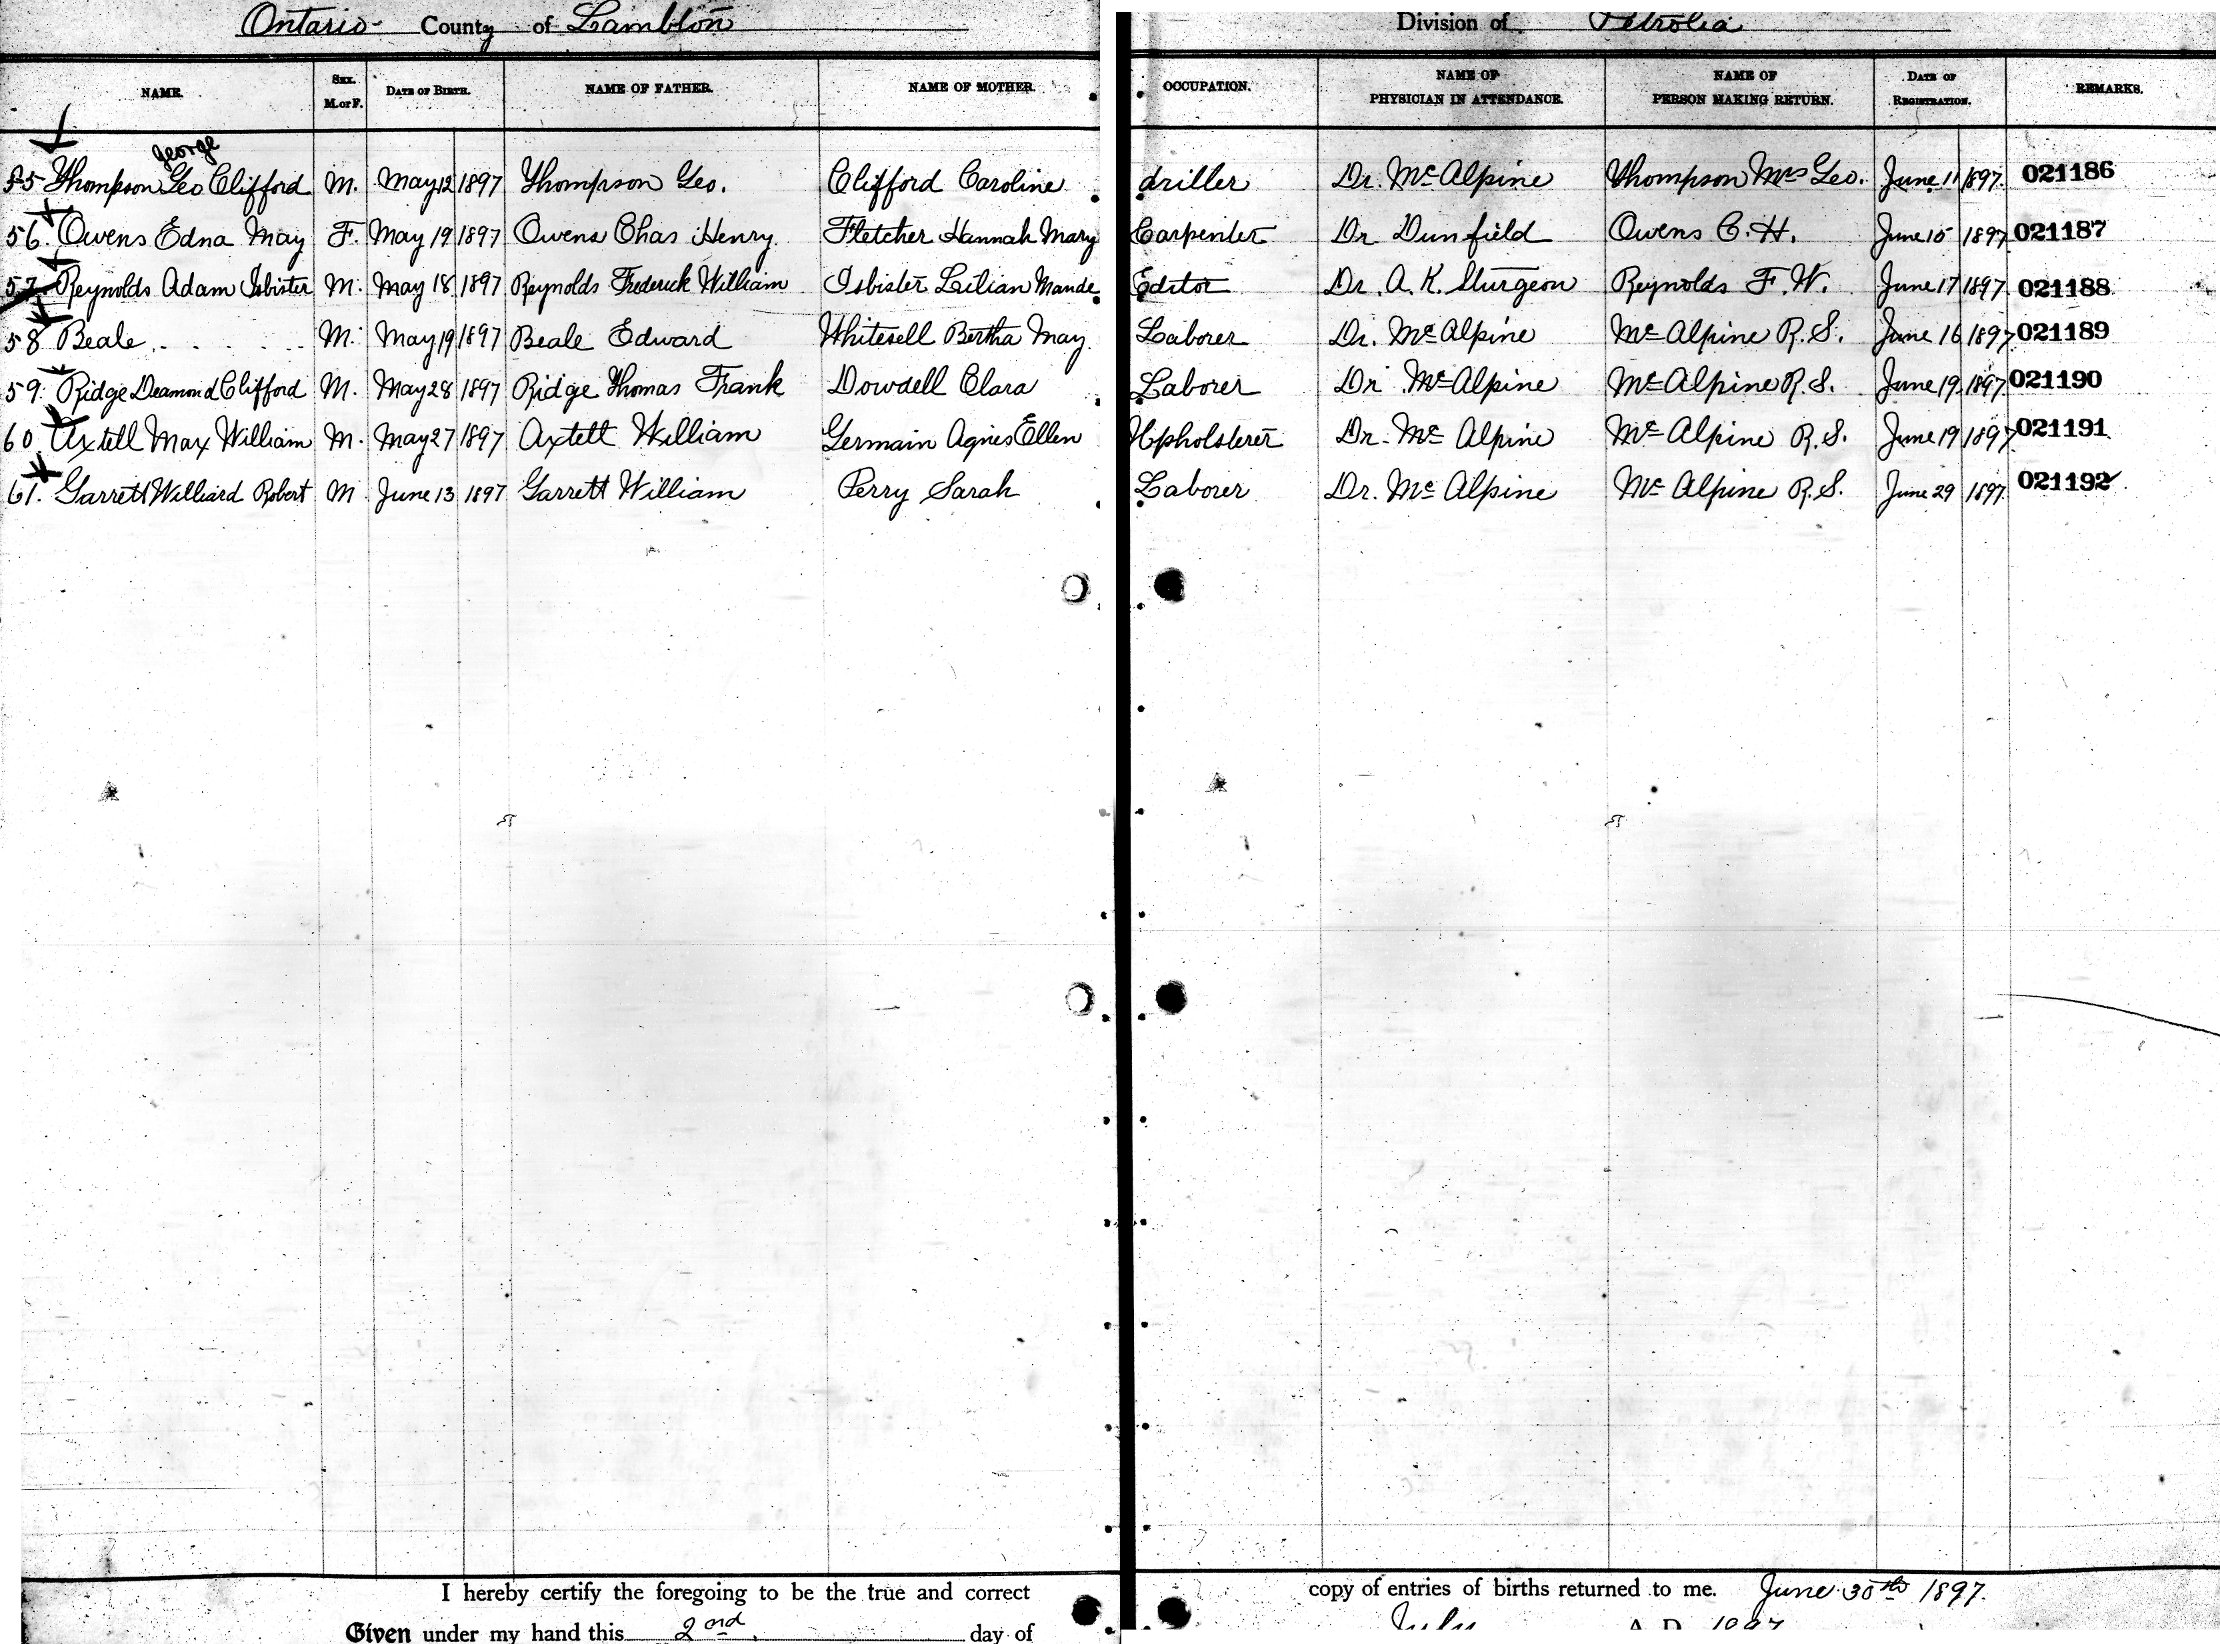 Ontario County of Lambton Division of Petrolia
NAME. SEX. M. or F. DATE OF BIRTH. NAME OF FATHER. NAME OF MOTHER. OCCUPATION. NAME OF PHYSICIAN IN ATTENDANCE. NAME OF PERSON MAKING RETURN. DATE OF REGISTRATION. REMARKS.
George
55 Thompson Geo Clifford M. May 12 1897 Thompson Geo. Clifford Caroline driller Dr. McAlpine Thompson Mrs Geo. June 11 1897. 021186
56. Owens Edna May F. May 19 1897 Owens Chas Henry. Fletcher Hannah Mary Carpenter Dr Dunfield Owens C. H. June 15 1897 021187
57 Reynolds Adam Isbister M. May 18 1897 Reynolds Frederick William Isbister Lilian Maude Editor Dr. A. K. Sturgeon Reynolds F. W. June 17 1897. 021188
58 Beale M. May 19 1897 Beale Edward Whitesell Bertha May Laborer Dr. McAlpine McAlpine R. S. June 16 1897 021189
59. Ridge Deamond Clifford M. May 28 1897 Ridge Thomas Frank Dowdell Clara Laborer Dr McAlpine McAlpine R. S. June 19 1897 021190
60 Axtell Max William M. May 27 1897 Axtell William Germain Agnes Ellen Upholsterer Dr. McAlpine McAlpine R. S. June 19 1897 021191
61. Garrett Williard Robert M June 13 1897 Garrett William Perry Sarah Laborer Dr. McAlpine McAlpine R. S. June 29 1897. 021192
I hereby certify the foregoing to be the true and correct copy of entries of births returned to me. June 30th 1897.
Given under my hand this 2nd. day of July A. D. 1897